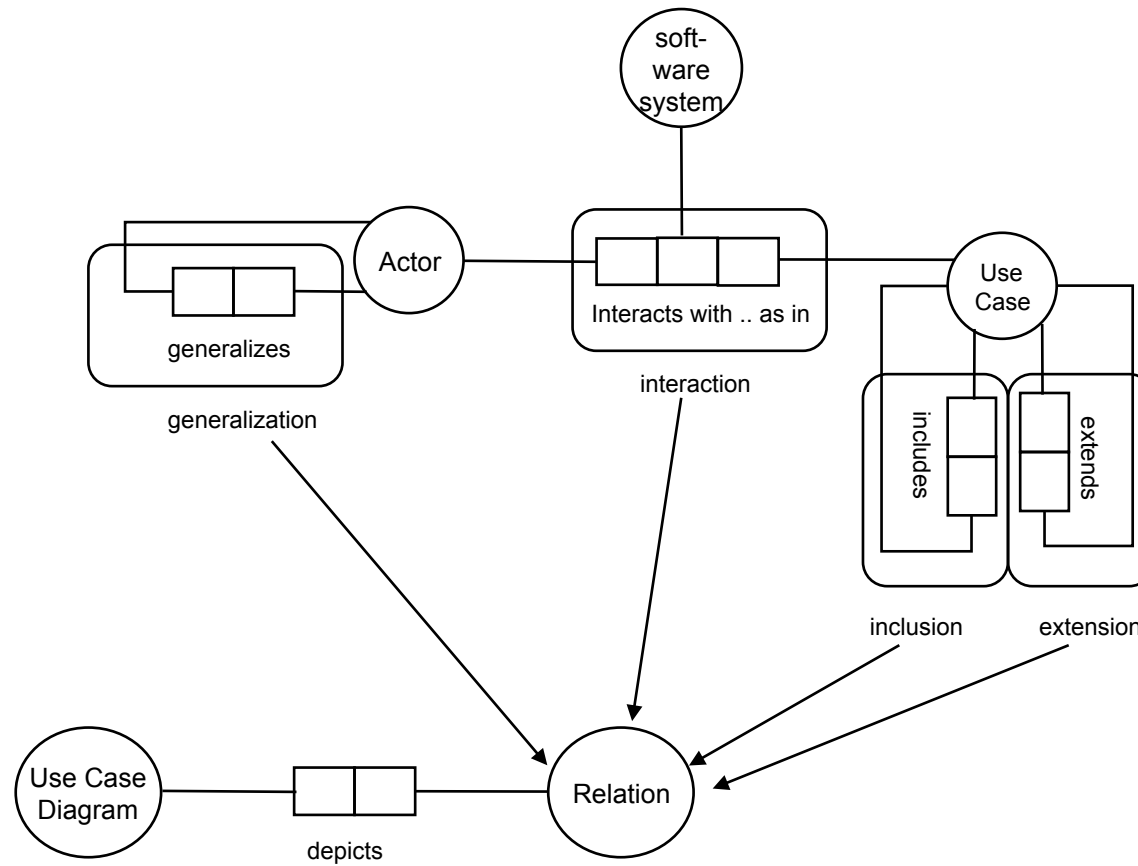 soft-
ware
system
Actor
Use
Case
Interacts with .. as in
generalizes
includes
extends
interaction
generalization
inclusion
extension
Use Case
Diagram
Relation
depicts